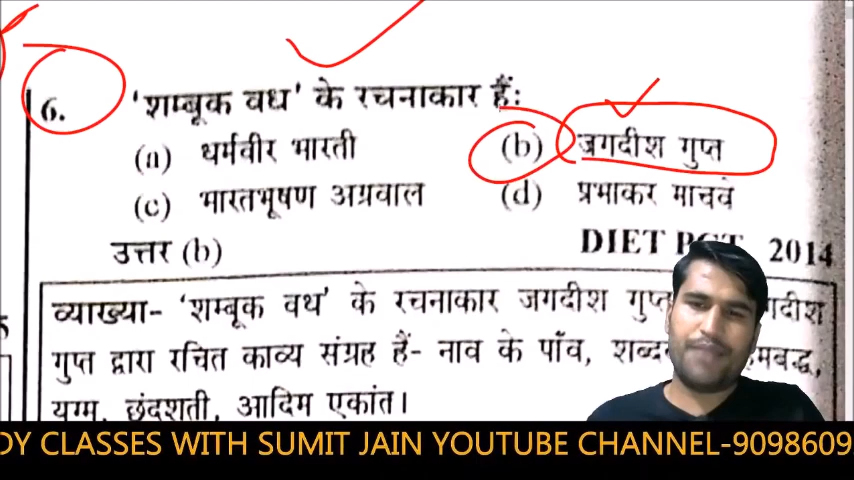 6. 'शम्बूक वध' के रचनाकार हैं:
(a) धर्मवीर भारती (b) जगदीश गुप्त
(c) भारतभूषण अग्रवाल (d) प्रभाकर माचवे
उत्तर (b) DIET PGT 2014
व्याख्या- 'शम्बूक वध' के रचनाकार जगदीश गुप्त
गुप्त द्वारा रचित काव्य संग्रह हैं- नाव के पाँव,
युग्म, छंदशती, आदिम एकांत।
DY CLASSES WITH SUMIT JAIN YOUTUBE CHANNEL-9098609